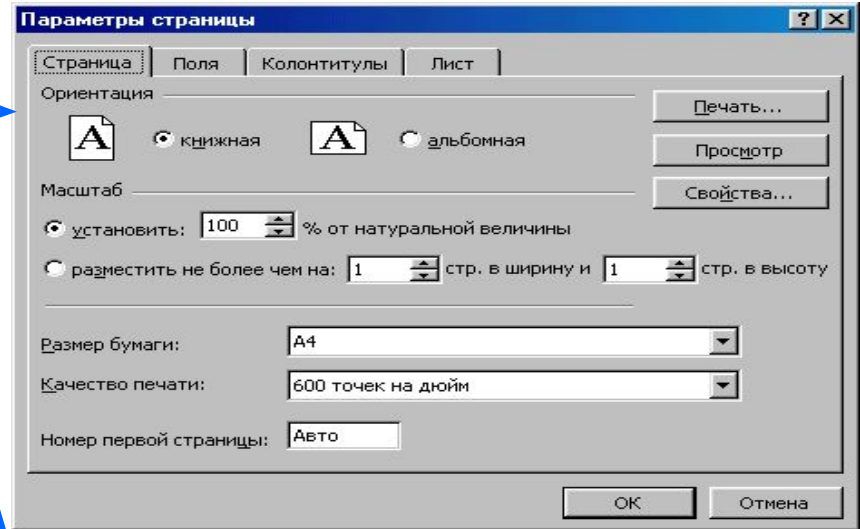 Параметры страницы
Страница Поля Колонтитулы Лист
Ориентация
Печать...
A книжная A альбомная
Просмотр
Масштаб
Свойства...
установить: 100 % от натуральной величины
разместить не более чем на: 1 стр. в ширину и 1 стр. в высоту
Размер бумаги: A4
Качество печати: 600 точек на дюйм
Номер первой страницы: Авто
ОК Отмена